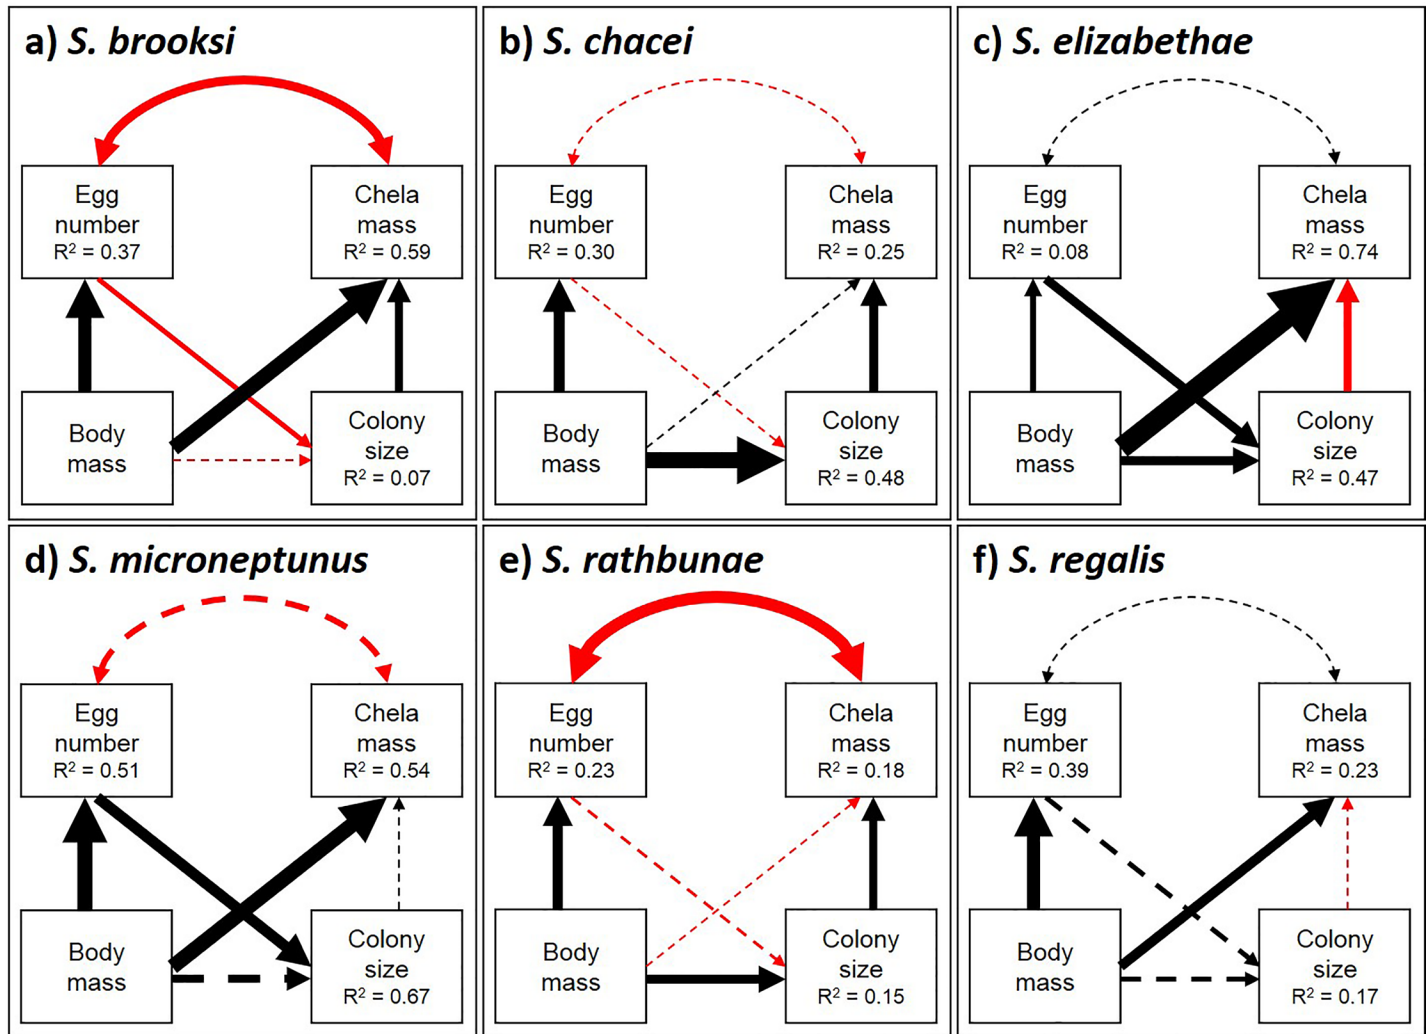 a) S. brooksi
Egg
number
R² = 0.37
Chela
mass
R² = 0.59
Body
mass
Colony
size
R² = 0.07
b) S. chacei
Egg
number
R² = 0.30
Chela
mass
R² = 0.25
Body
mass
Colony
size
R² = 0.48
c) S. elizabethae
Egg
number
R² = 0.08
Chela
mass
R² = 0.74
Body
mass
Colony
size
R² = 0.47
d) S. microneptunus
Egg
number
R² = 0.51
Chela
mass
R² = 0.54
Body
mass
Colony
size
R² = 0.67
e) S. rathbunae
Egg
number
R² = 0.23
Chela
mass
R² = 0.18
Body
mass
Colony
size
R² = 0.15
f) S. regalis
Egg
number
R² = 0.39
Chela
mass
R² = 0.23
Body
mass
Colony
size
R² = 0.17